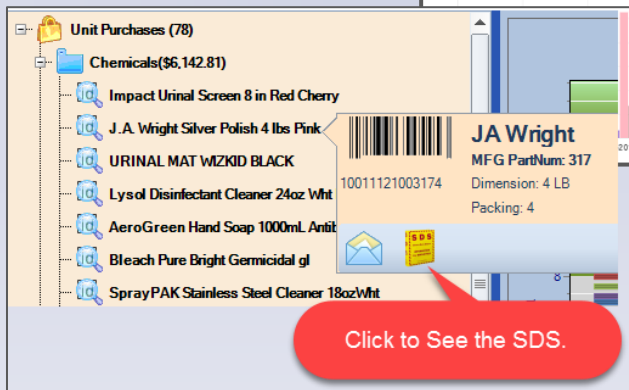 Unit Purchases (78)
Chemicals($6,142.81)
Impact Urinal Screen 8 in Red Cherry
J.A. Wright Silver Polish 4 lbs Pink
URINAL MAT WIZKID BLACK
Lysol Disinfectant Cleaner 24oz Wht
AeroGreen Hand Soap 1000mL Antib
Bleach Pure Bright Germicidal gl
SprayPAK Stainless Steel Cleaner 18ozWht
JA Wright
MFG PartNum: 317
10011121003174
Dimension: 4 LB
Packing: 4
SDS
Click to See the SDS.
20
8